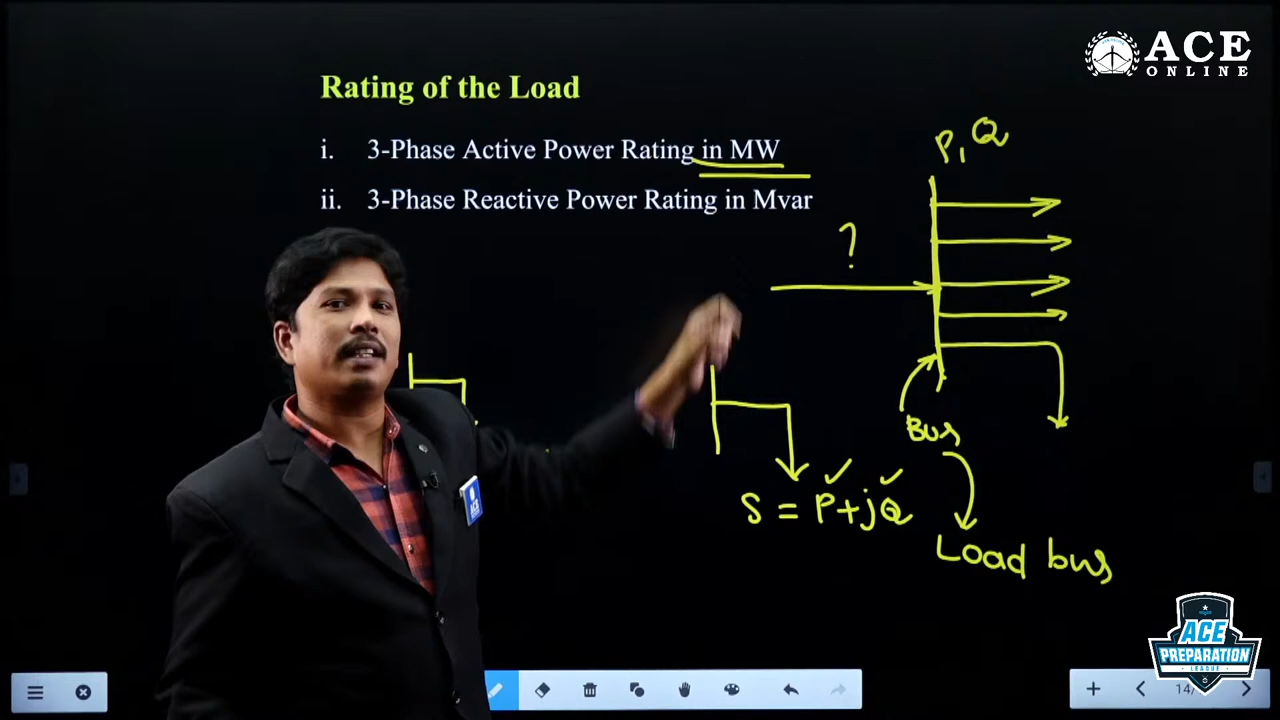 ACE
ONLINE
Rating of the Load
i. 3-Phase Active Power Rating in MW
ii. 3-Phase Reactive Power Rating in Mvar
P, Q
?
Bus
S = P+jQ
Load bus
ACE
ACE
PREPARATION
LEAGUE